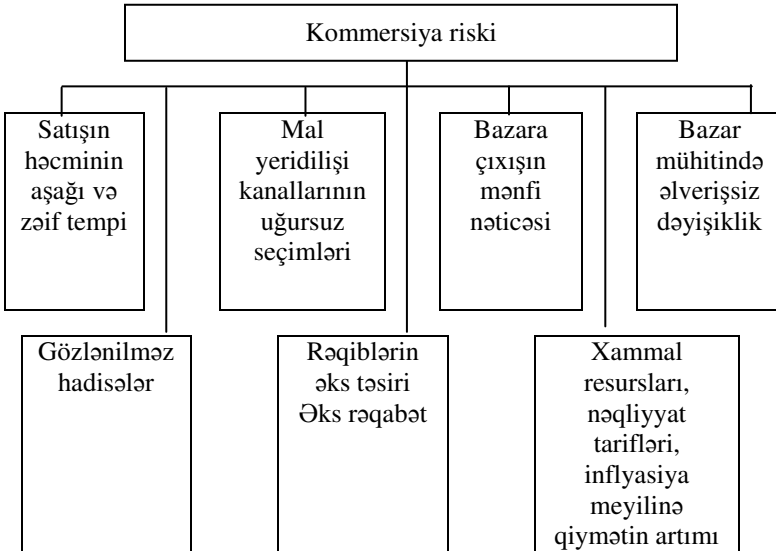 Kommersiya riski
Satışın
həcminin
aşağı və
zəif tempi
Mal
yeridilişi
kanallarının
uğursuz
seçimləri
Bazara
çıxışın
mənfi
nəticəsi
Bazar
mühitində
əlverişsiz
dəyişiklik
Gözlənilməz
hadisələr
Rəqiblərin
əks təsiri
Əks rəqabət
Xammal
resursları,
nəqliyyat
tarifləri,
inflyasiya
meyilinə
qiymətin artımı